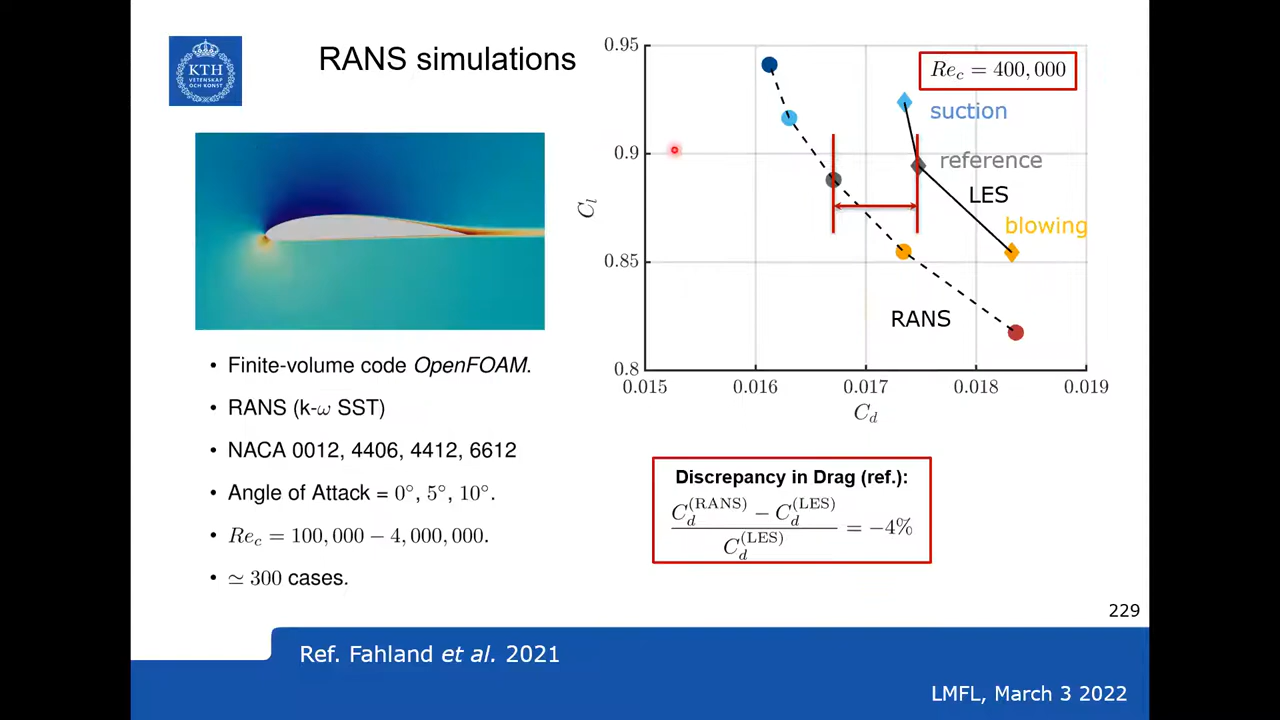 KTH
VETENSKAP
OCH KONST
RANS simulations
• Finite-volume code OpenFOAM.
• RANS (k-ω SST)
• NACA 0012, 4406, 4412, 6612
• Angle of Attack = 0°, 5°, 10°.
• Re_c = 100,000 − 4,000,000.
• ≃ 300 cases.
0.95
0.9
0.85
0.8
C_l
Re_c = 400,000
suction
reference
LES
blowing
RANS
0.015 0.016 0.017 0.018 0.019
C_d
Discrepancy in Drag (ref.):
C_d^(RANS) − C_d^(LES)
= −4%
C_d^(LES)
229
Ref. Fahland et al. 2021
LMFL, March 3 2022